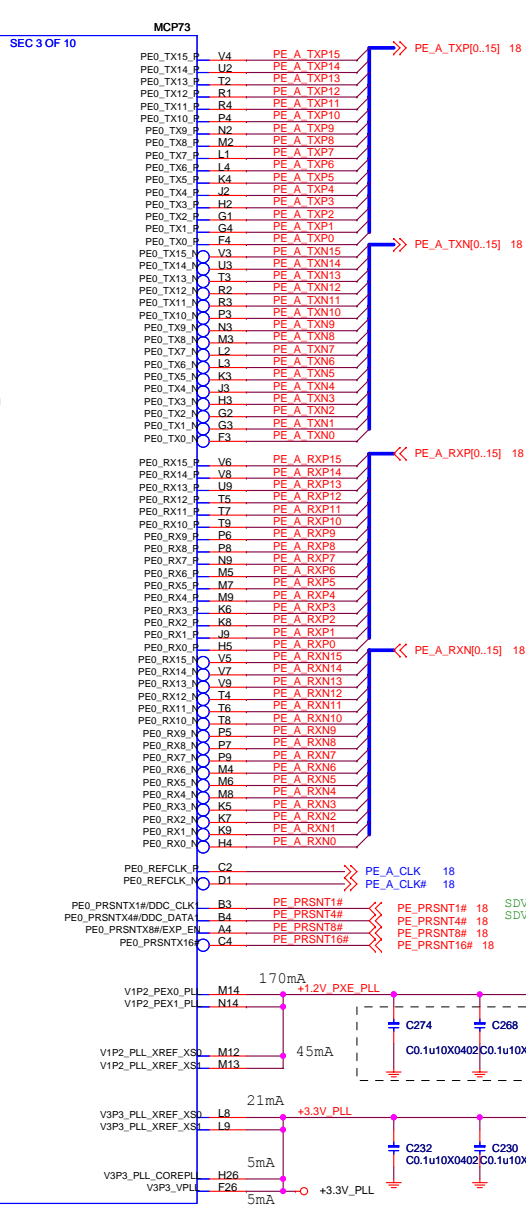 MCP73
SEC 3 OF 10
PE0_TX15_P V4 PE_A_TXP15 PE_A_TXP[0..15] 18
PE0_TX14_P U2 PE_A_TXP14
PE0_TX13_P T2 PE_A_TXP13
PE0_TX12_P R1 PE_A_TXP12
PE0_TX11_P R4 PE_A_TXP11
PE0_TX10_P P4 PE_A_TXP10
PE0_TX9_P N2 PE_A_TXP9
PE0_TX8_P M2 PE_A_TXP8
PE0_TX7_P L1 PE_A_TXP7
PE0_TX6_P L4 PE_A_TXP6
PE0_TX5_P K4 PE_A_TXP5
PE0_TX4_P J2 PE_A_TXP4
PE0_TX3_P H2 PE_A_TXP3
PE0_TX2_P G1 PE_A_TXP2
PE0_TX1_P G4 PE_A_TXP1
PE0_TX0_P F4 PE_A_TXP0
PE0_TX15_N V3 PE_A_TXN15 PE_A_TXN[0..15] 18
PE0_TX14_N U3 PE_A_TXN14
PE0_TX13_N T3 PE_A_TXN13
PE0_TX12_N R2 PE_A_TXN12
PE0_TX11_N R3 PE_A_TXN11
PE0_TX10_N P3 PE_A_TXN10
PE0_TX9_N N3 PE_A_TXN9
PE0_TX8_N M3 PE_A_TXN8
PE0_TX7_N L2 PE_A_TXN7
PE0_TX6_N L3 PE_A_TXN6
PE0_TX5_N K3 PE_A_TXN5
PE0_TX4_N J3 PE_A_TXN4
PE0_TX3_N H3 PE_A_TXN3
PE0_TX2_N G2 PE_A_TXN2
PE0_TX1_N G3 PE_A_TXN1
PE0_TX0_N F3 PE_A_TXN0
PE0_RX15_P V6 PE_A_RXP15 PE_A_RXP[0..15] 18
PE0_RX14_P V8 PE_A_RXP14
PE0_RX13_P U9 PE_A_RXP13
PE0_RX12_P T5 PE_A_RXP12
PE0_RX11_P T7 PE_A_RXP11
PE0_RX10_P T9 PE_A_RXP10
PE0_RX9_P P6 PE_A_RXP9
PE0_RX8_P P8 PE_A_RXP8
PE0_RX7_P N9 PE_A_RXP7
PE0_RX6_P M5 PE_A_RXP6
PE0_RX5_P M7 PE_A_RXP5
PE0_RX4_P M9 PE_A_RXP4
PE0_RX3_P K6 PE_A_RXP3
PE0_RX2_P K8 PE_A_RXP2
PE0_RX1_P J9 PE_A_RXP1
PE0_RX0_P H5 PE_A_RXP0
PE0_RX15_N V5 PE_A_RXN15 PE_A_RXN[0..15] 18
PE0_RX14_N V7 PE_A_RXN14
PE0_RX13_N V9 PE_A_RXN13
PE0_RX12_N T4 PE_A_RXN12
PE0_RX11_N T6 PE_A_RXN11
PE0_RX10_N T8 PE_A_RXN10
PE0_RX9_N P5 PE_A_RXN9
PE0_RX8_N P7 PE_A_RXN8
PE0_RX7_N P9 PE_A_RXN7
PE0_RX6_N M4 PE_A_RXN6
PE0_RX5_N M6 PE_A_RXN5
PE0_RX4_N M8 PE_A_RXN4
PE0_RX3_N K5 PE_A_RXN3
PE0_RX2_N K7 PE_A_RXN2
PE0_RX1_N K9 PE_A_RXN1
PE0_RX0_N H4 PE_A_RXN0
PE0_REFCLK_P C2 PE_A_CLK 18
PE0_REFCLK_N D1 PE_A_CLK# 18
PE0_PRSNTX1#/DDC_CLK1 B3 PE_PRSNT1# PE_PRSNT1# 18 SDV
PE0_PRSNTX4#/DDC_DATA1 B4 PE_PRSNT4# PE_PRSNT4# 18 SDV
PE0_PRSNTX8#/EXP_EN A4 PE_PRSNT8# PE_PRSNT8# 18
PE0_PRSNTX16# C4 PE_PRSNT16# PE_PRSNT16# 18
170mA
V1P2_PEX0_PLL M14 +1.2V_PXE_PLL
V1P2_PEX1_PLL N14
C274 C268
C0.1u10X0402 C0.1u10X
V1P2_PLL_XREF_XS0 M12 45mA
V1P2_PLL_XREF_XS1 M13
21mA
V3P3_PLL_XREF_XS0 L8 +3.3V_PLL
V3P3_PLL_XREF_XS1 L9
C232 C230
C0.1u10X0402 C0.1u10X
5mA
V3P3_PLL_COREPLL H26
V3P3_VPLL F26 +3.3V_PLL
5mA